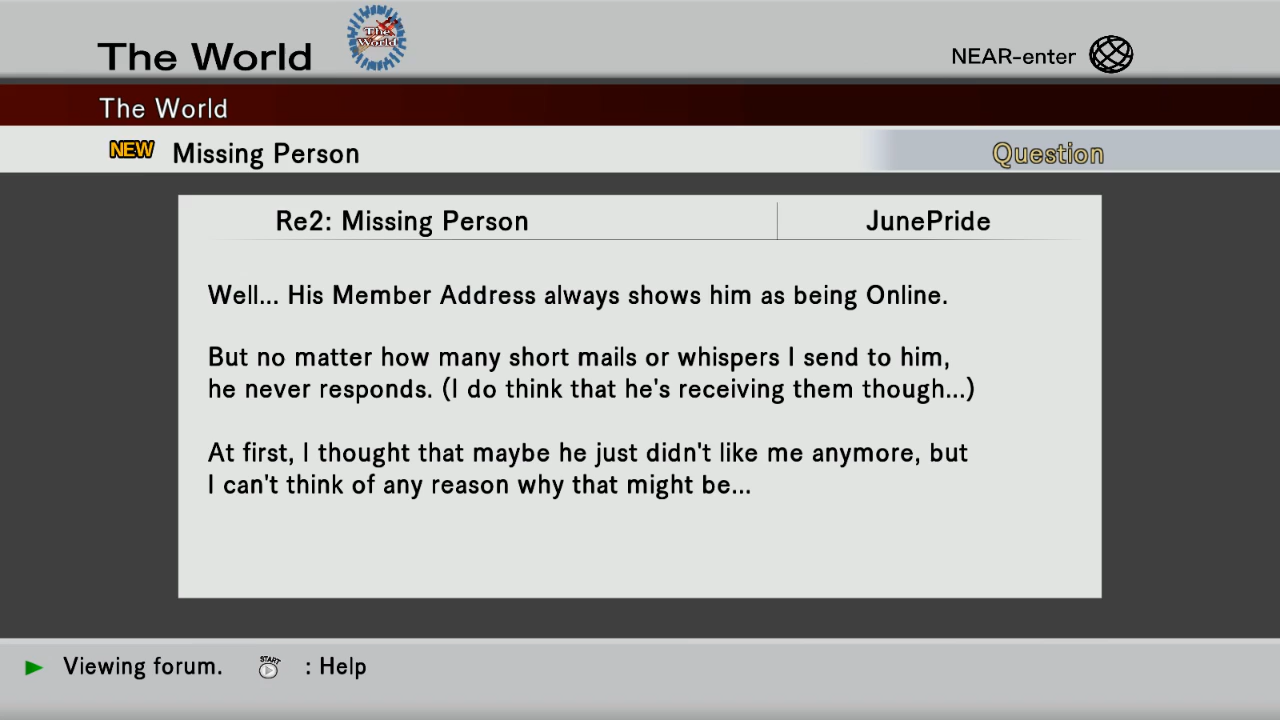 The World
The World
NEAR-enter
The World
NEW Missing Person
Question
Re2: Missing Person
JunePride
Well... His Member Address always shows him as being Online.
But no matter how many short mails or whispers I send to him,
he never responds. (I do think that he's receiving them though...)
At first, I thought that maybe he just didn't like me anymore, but
I can't think of any reason why that might be...
Viewing forum.
START
: Help